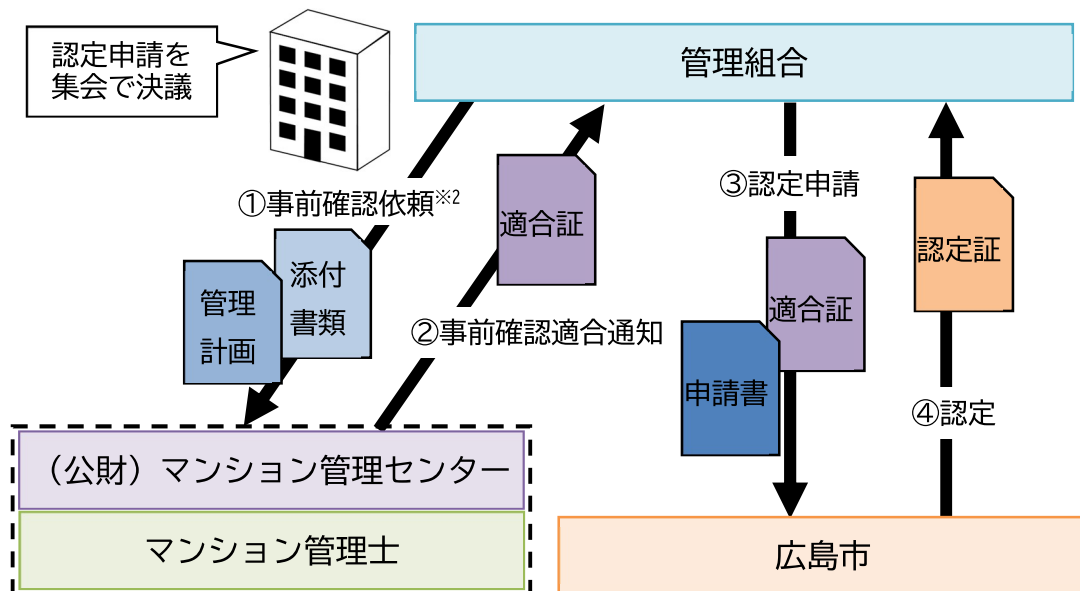 認定申請を
集会で決議
管理組合
①事前確認依頼※2
適合証
③認定申請
認定証
添付
書類
管理
計画
②事前確認適合通知
適合証
申請書
④認定
（公財）マンション管理センター
マンション管理士
広島市